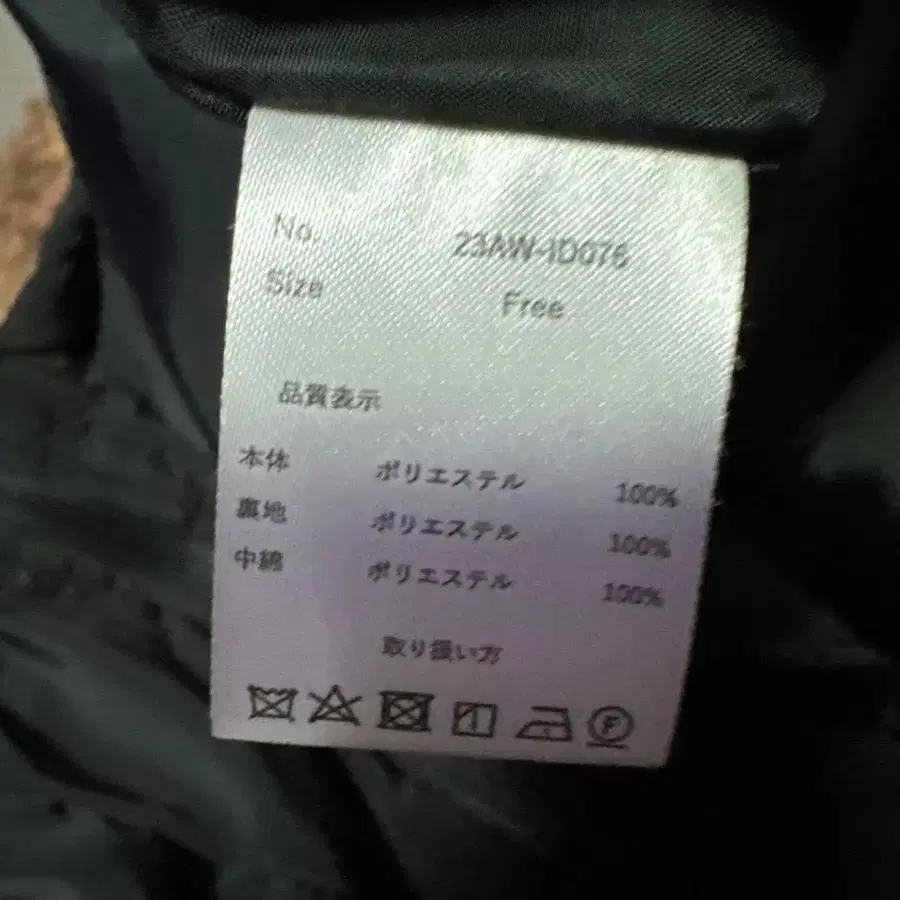 No. 23AW-ID076
Size Free
品質表示
本体 ポリエステル 100%
裏地 ポリエステル 100%
中綿 ポリエステル 100%
取り扱い方
F